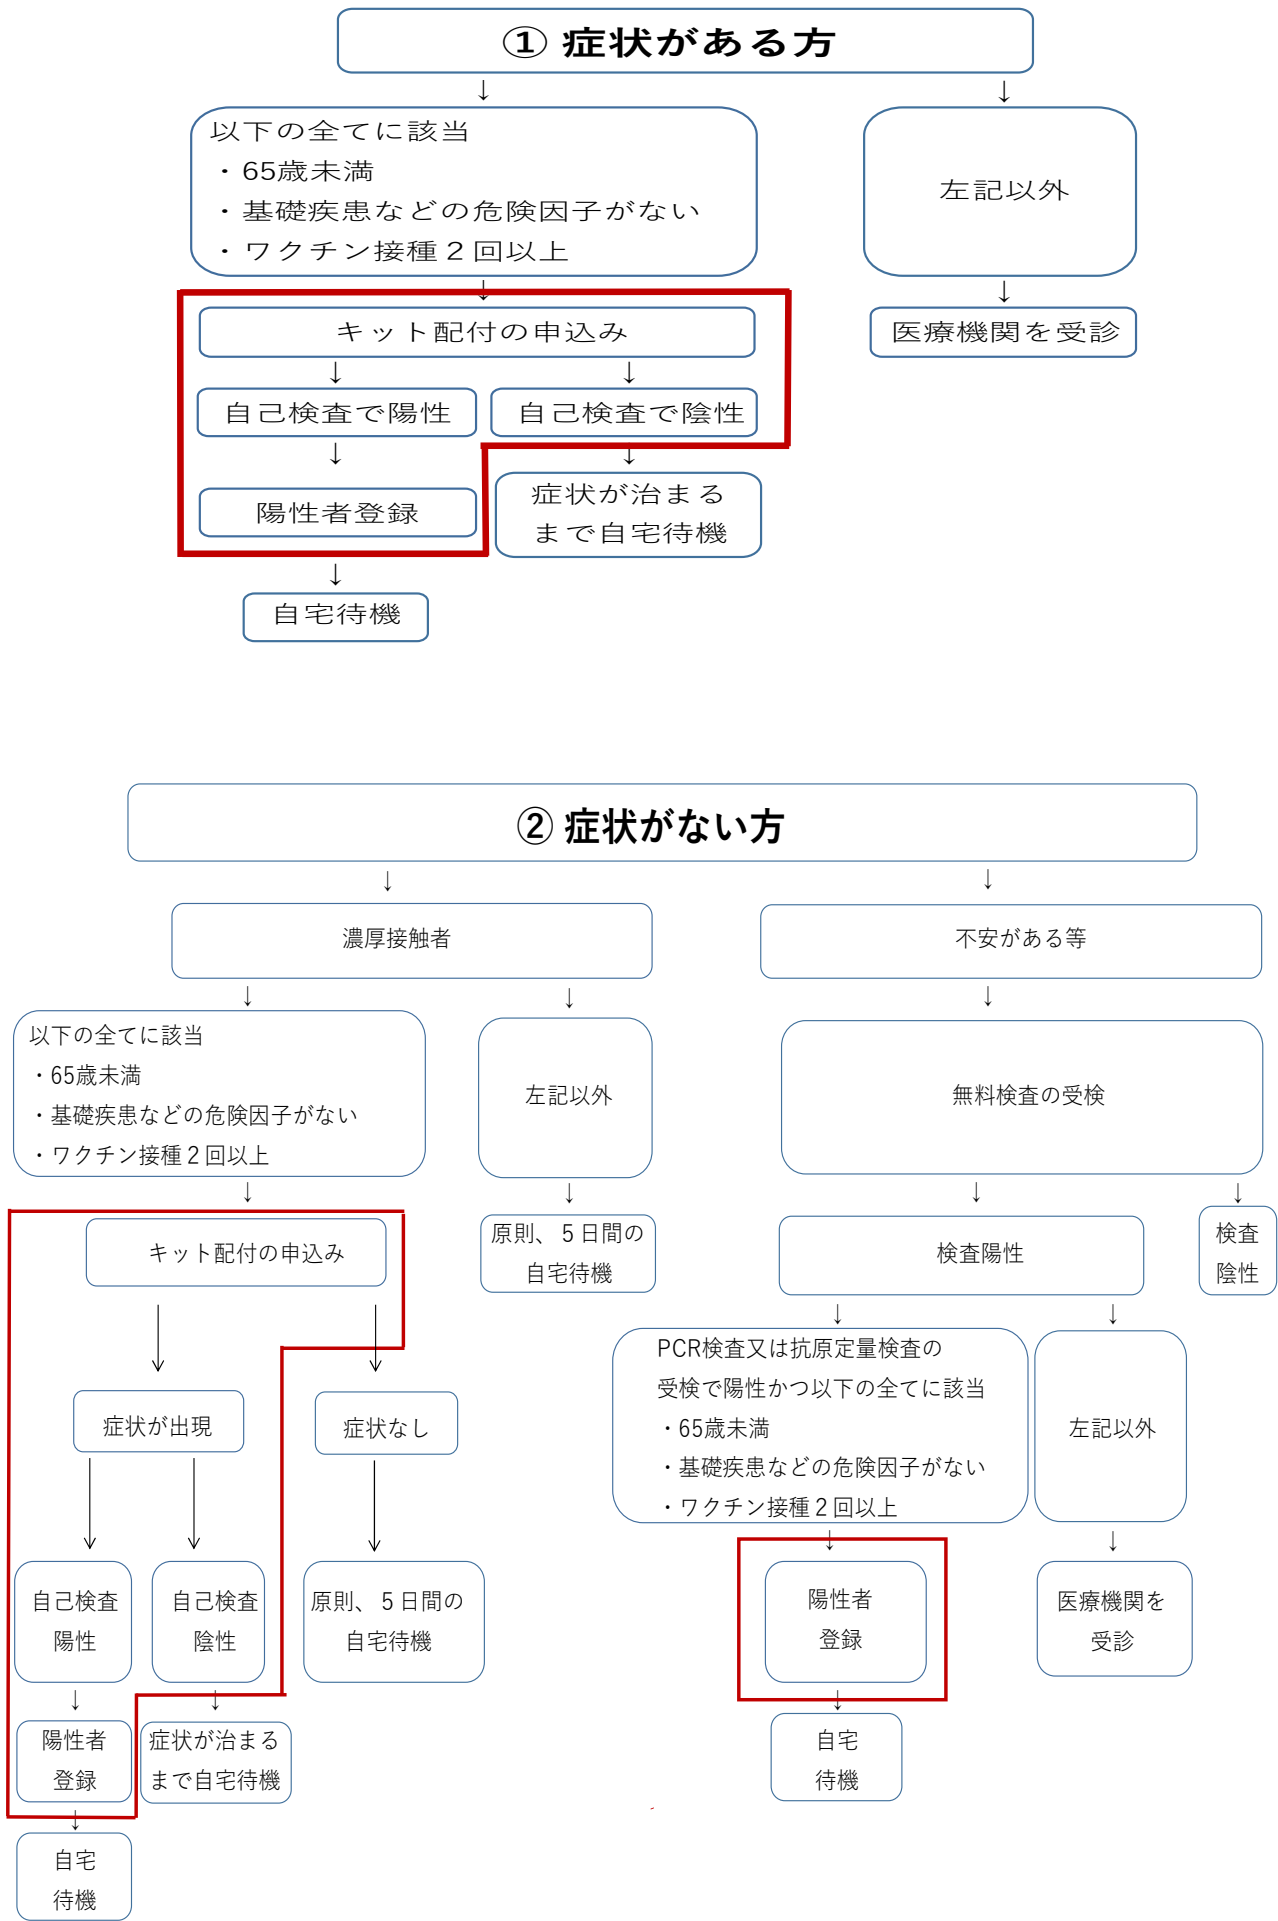 ① 症状がある方
↓
↓
以下の全てに該当
・65歳未満
・基礎疾患などの危険因子がない
・ワクチン接種２回以上
左記以外
↓
↓
キット配付の申込み
医療機関を受診
↓
↓
自己検査で陽性
自己検査で陰性
↓
↓
陽性者登録
症状が治まる
まで自宅待機
↓
自宅待機
② 症状がない方
↓
↓
濃厚接触者
不安がある等
↓
↓
↓
以下の全てに該当
・65歳未満
・基礎疾患などの危険因子がない
・ワクチン接種２回以上
左記以外
無料検査の受検
↓
↓
↓
↓
キット配付の申込み
原則、５日間の
自宅待機
検査陽性
検査
陰性
↓
↓
症状が出現
症状なし
PCR検査又は抗原定量検査の
受検で陽性かつ以下の全てに該当
・65歳未満
・基礎疾患などの危険因子がない
・ワクチン接種２回以上
左記以外
↓
↓
自己検査
陽性
自己検査
陰性
原則、５日間の
自宅待機
陽性者
登録
医療機関を
受診
↓
↓
↓
陽性者
登録
症状が治まる
まで自宅待機
自宅
待機
↓
自宅
待機